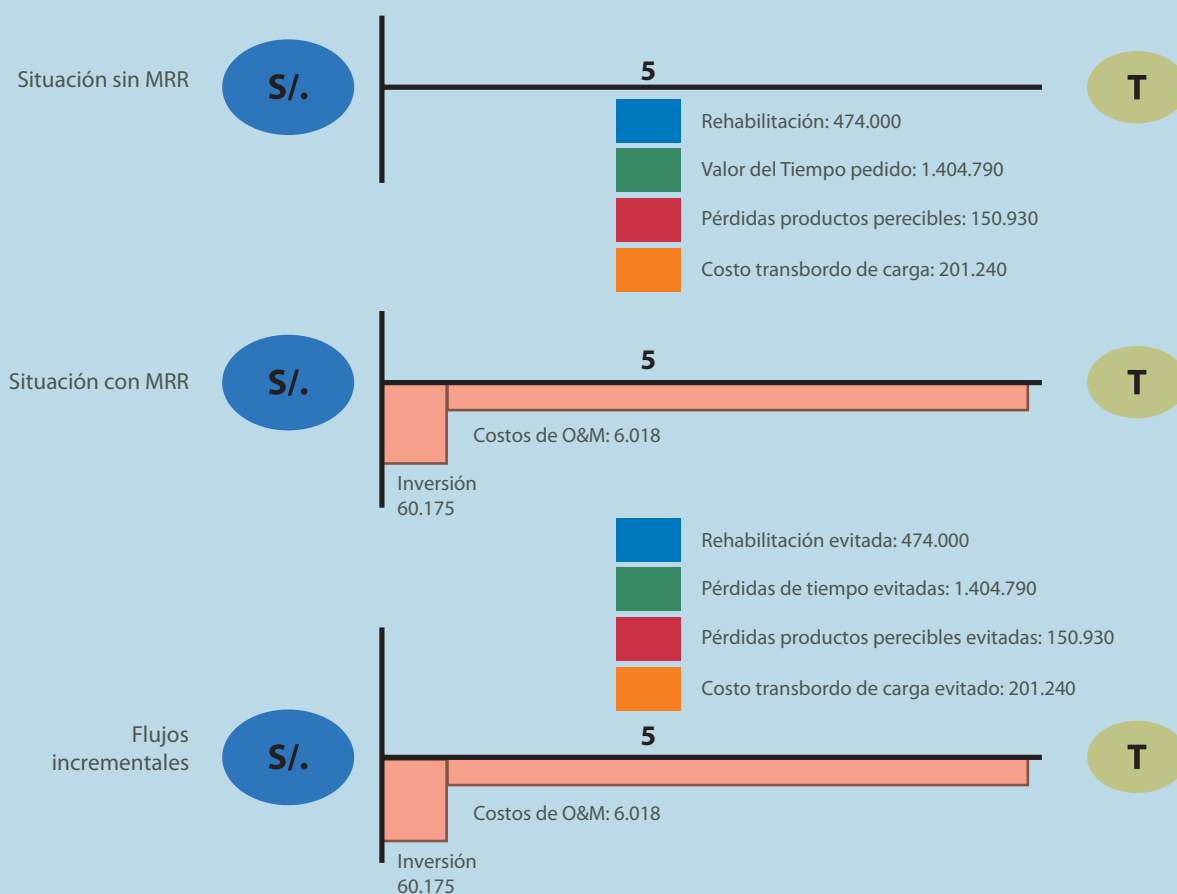 Situación sin MRR
S/.
5
T
Rehabilitación: 474.000
Valor del Tiempo pedido: 1.404.790
Pérdidas productos perecibles: 150.930
Costo transbordo de carga: 201.240
Situación con MRR
S/.
5
T
Costos de O&M: 6.018
Inversión
60.175
Rehabilitación evitada: 474.000
Pérdidas de tiempo evitadas: 1.404.790
Pérdidas productos perecibles evitadas: 150.930
Costo transbordo de carga evitado: 201.240
Flujos
incrementales
S/.
5
T
Costos de O&M: 6.018
Inversión
60.175